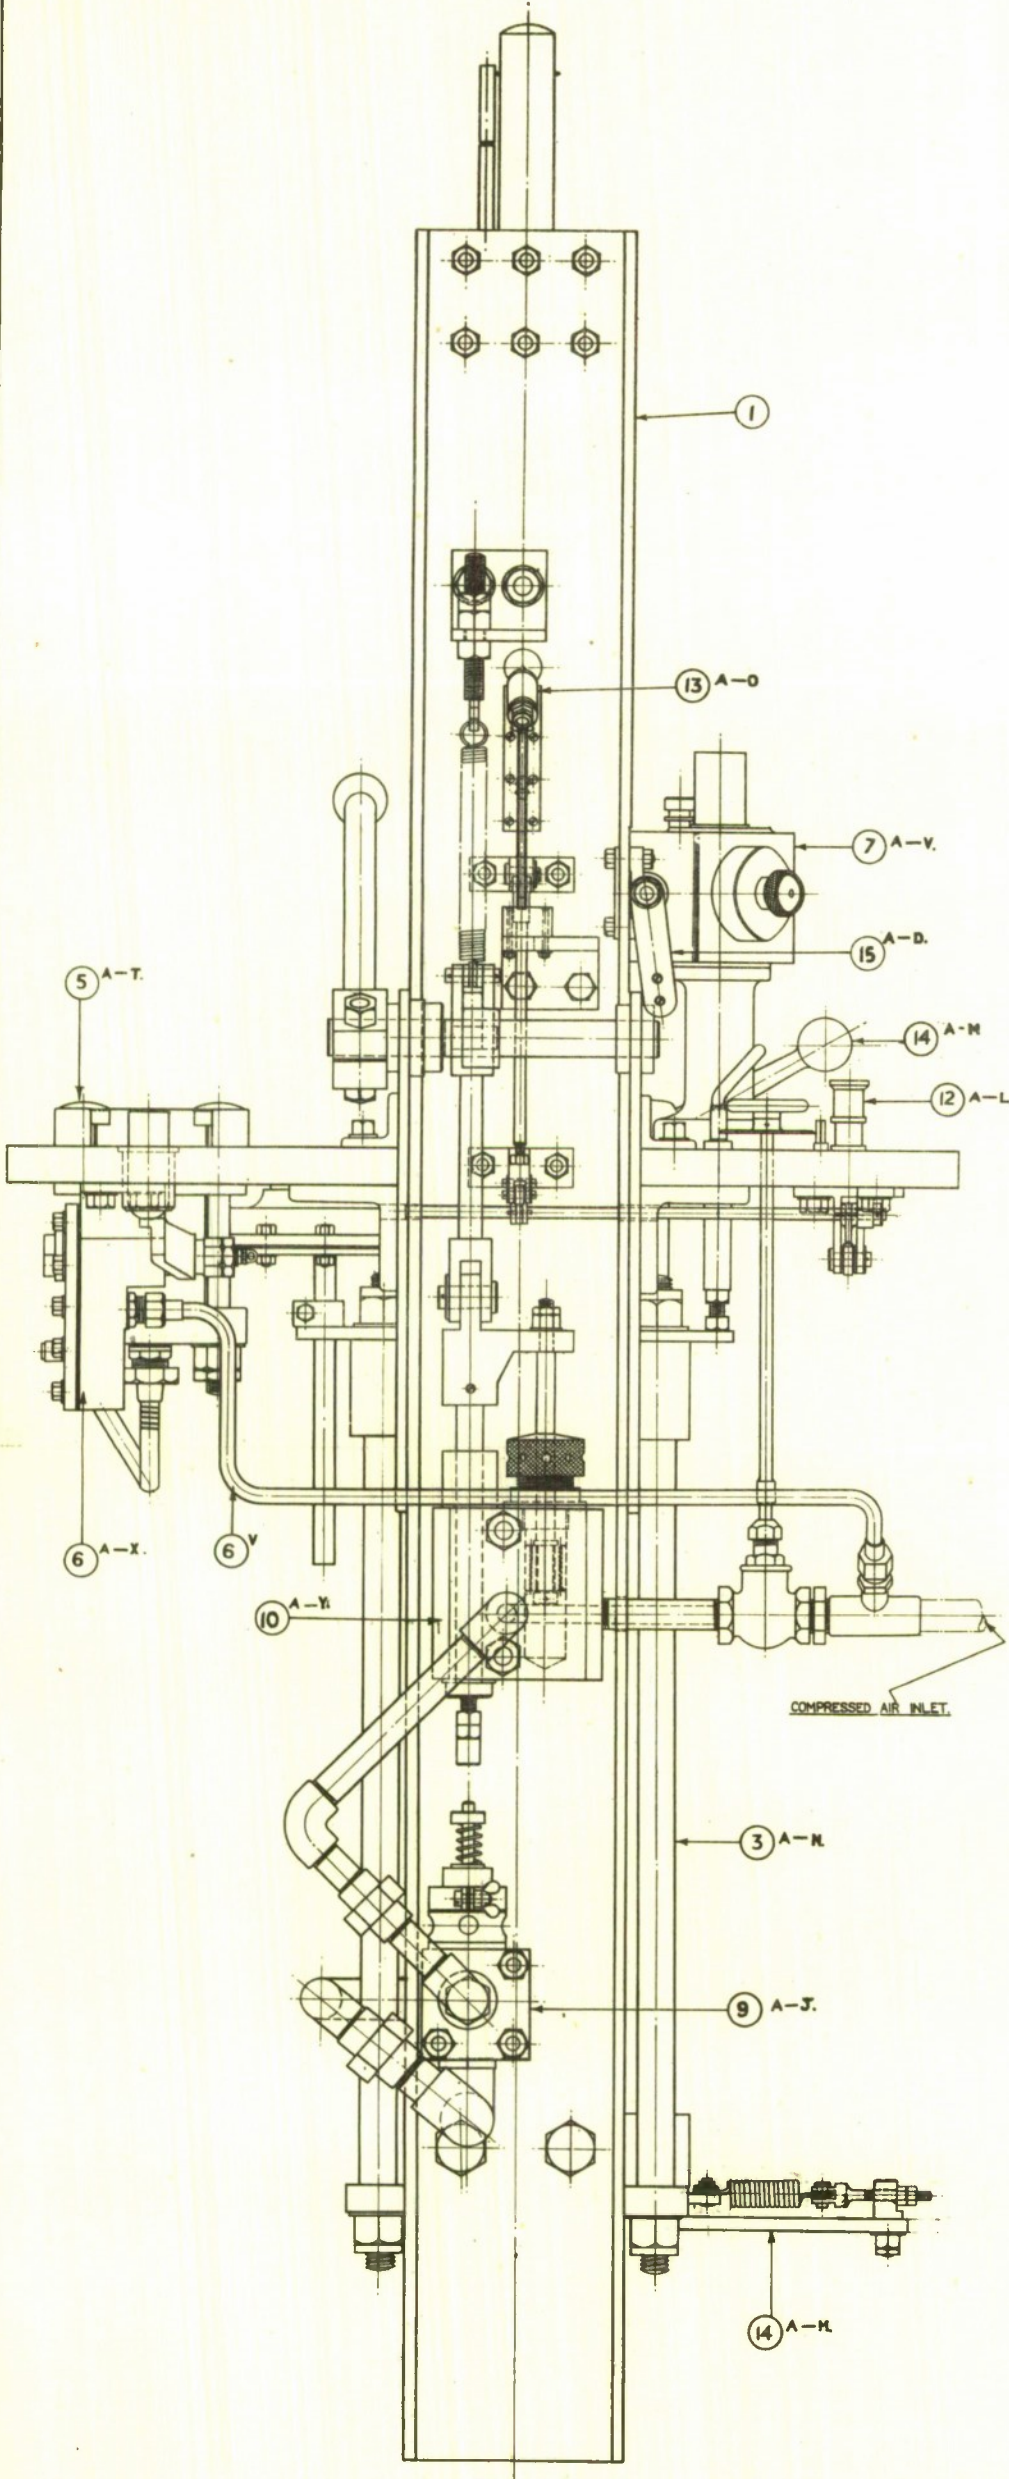 1
13 A–O
7 A–V.
15 A–D.
5 A–T.
14 A–M
12 A–L
6 A–X.
6 V
10 A–Y.
COMPRESSED AIR INLET.
3 A–N.
9 A–J.
14 A–M.